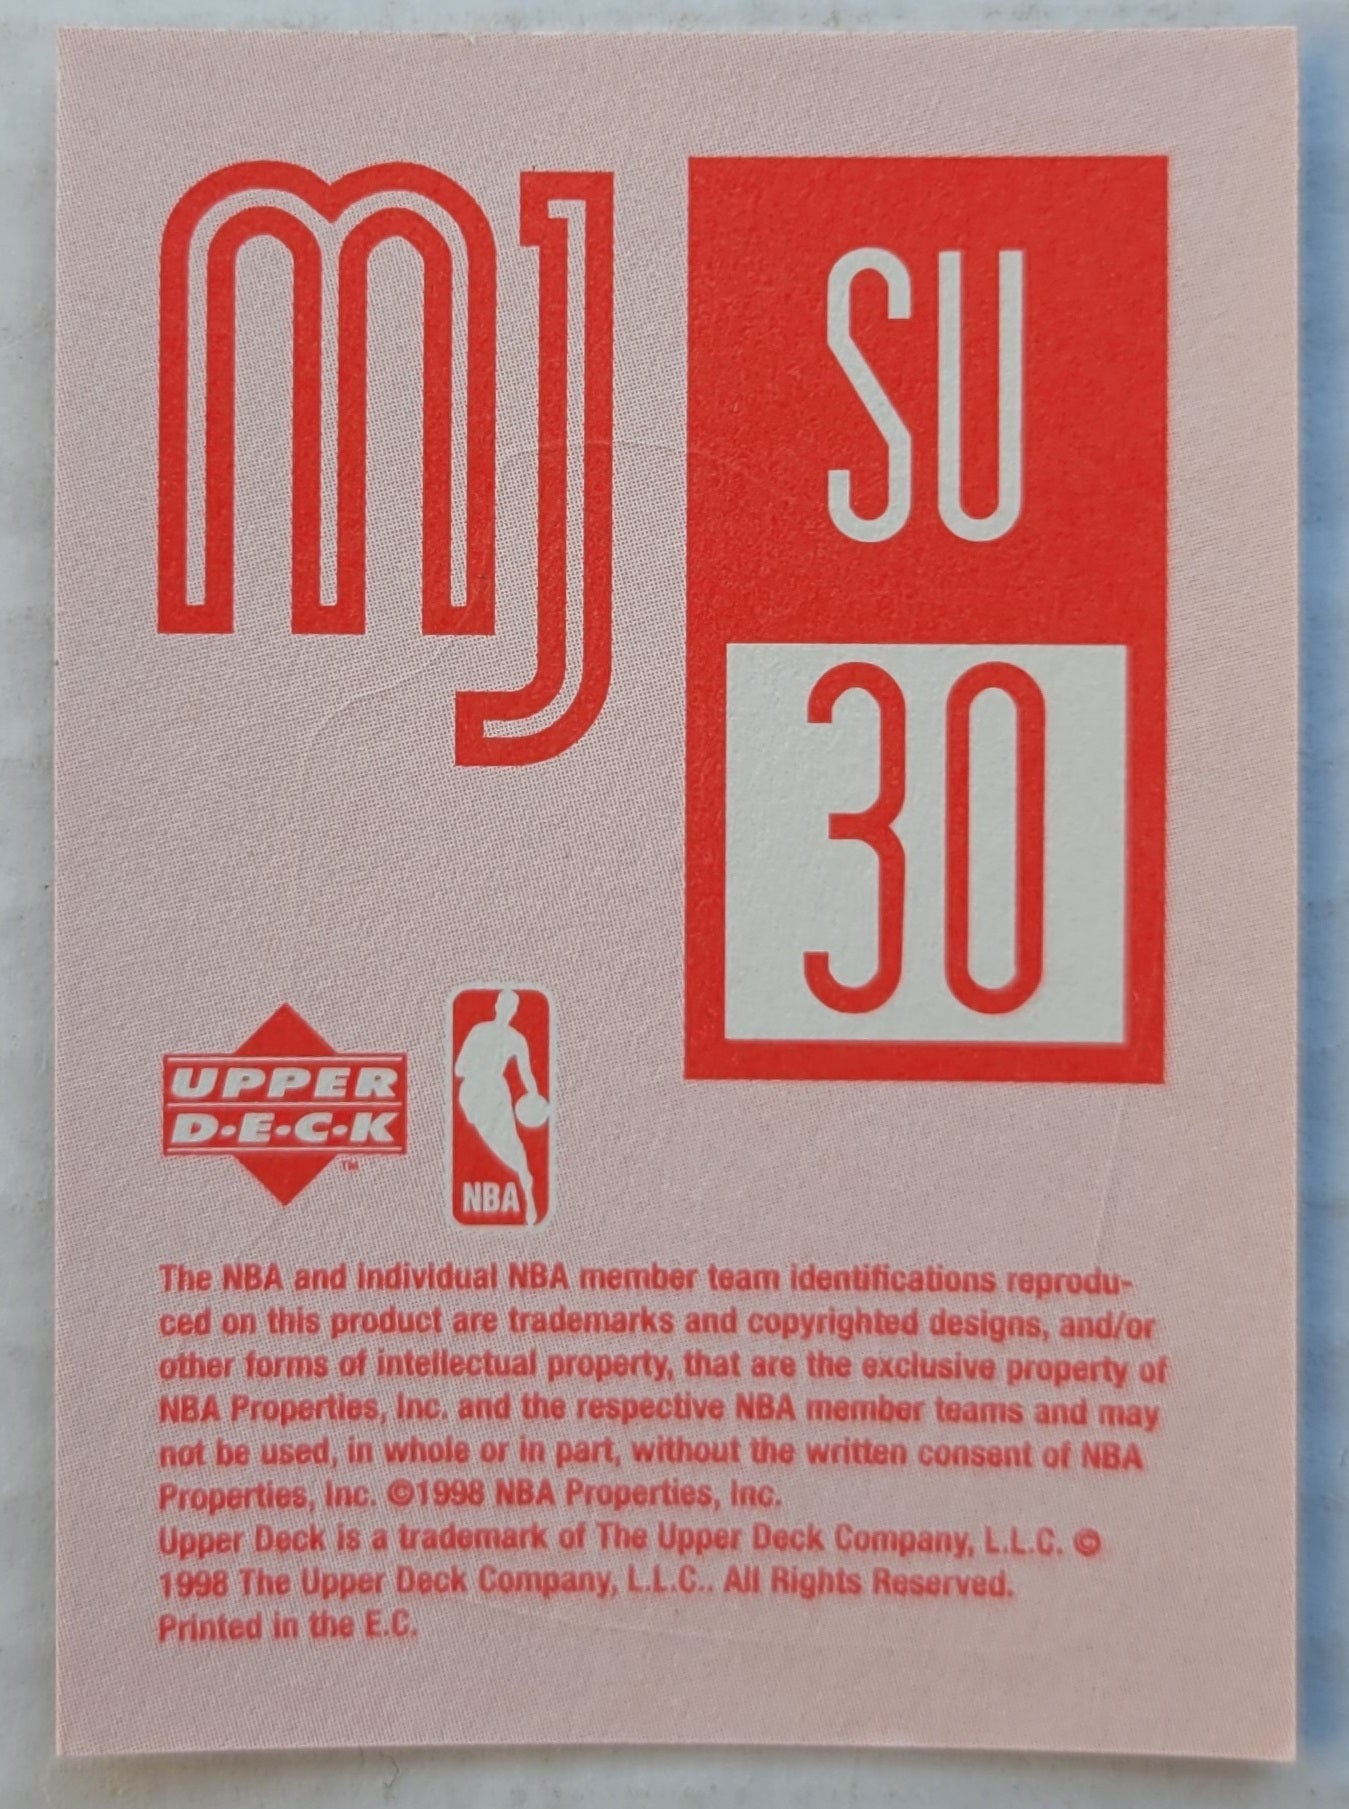 MJ
SU
30
UPPER
D•E•C•K
™
NBA
The NBA and individual NBA member team identifications reprodu-
ced on this product are trademarks and copyrighted designs, and/or
other forms of intellectual property, that are the exclusive property of
NBA Properties, Inc. and the respective NBA member teams and may
not be used, in whole or in part, without the written consent of NBA
Properties, Inc. ©1998 NBA Properties, Inc.
Upper Deck is a trademark of The Upper Deck Company, L.L.C. ©
1998 The Upper Deck Company, L.L.C.. All Rights Reserved.
Printed in the E.C.